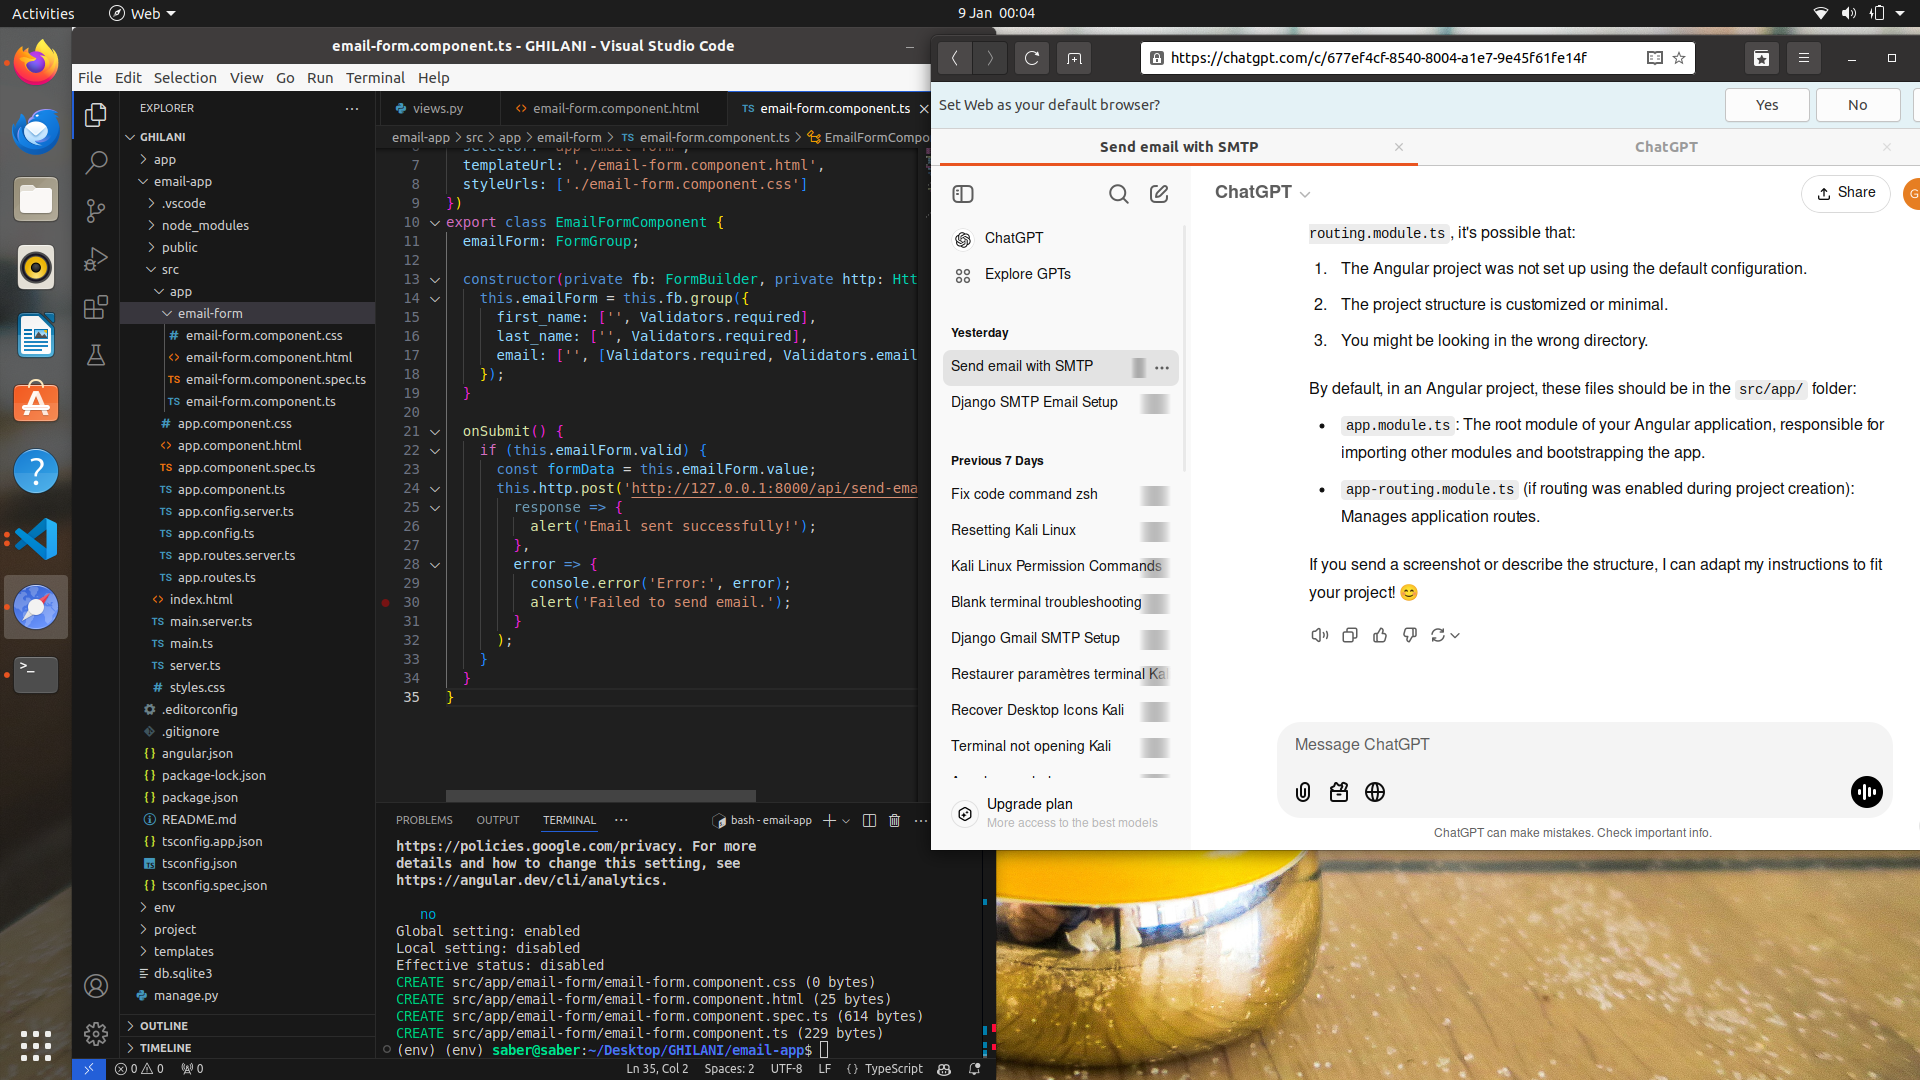 Activities
Web
9 Jan 00:04
email-form.component.ts - GHILANI - Visual Studio Code
File Edit Selection View Go Run Terminal Help
EXPLORER
GHILANI
app
email-app
.vscode
node_modules
public
src
app
email-form
email-form.component.css
email-form.component.html
email-form.component.spec.ts
email-form.component.ts
app.component.css
app.component.html
app.component.spec.ts
app.component.ts
app.config.server.ts
app.config.ts
app.routes.server.ts
app.routes.ts
index.html
main.server.ts
main.ts
server.ts
styles.css
.editorconfig
.gitignore
angular.json
package-lock.json
package.json
README.md
tsconfig.app.json
tsconfig.json
tsconfig.spec.json
env
project
templates
db.sqlite3
manage.py
OUTLINE
TIMELINE
views.py
email-form.component.html
TS email-form.component.ts
email-app > src > app > email-form > TS email-form.component.ts > EmailFormCompo
7 templateUrl: './email-form.component.html',
8 styleUrls: ['./email-form.component.css']
9 })
10 export class EmailFormComponent {
11 emailForm: FormGroup;
12
13 constructor(private fb: FormBuilder, private http: Htt
14 this.emailForm = this.fb.group({
15 first_name: ['', Validators.required],
16 last_name: ['', Validators.required],
17 email: ['', [Validators.required, Validators.email
18 });
19 }
20
21 onSubmit() {
22 if (this.emailForm.valid) {
23 const formData = this.emailForm.value;
24 this.http.post('http://127.0.0.1:8000/api/send-ema
25 response => {
26 alert('Email sent successfully!');
27 },
28 error => {
29 console.error('Error:', error);
30 alert('Failed to send email.');
31 }
32 );
33 }
34 }
35 }
PROBLEMS OUTPUT TERMINAL
bash - email-app
https://policies.google.com/privacy. For more
details and how to change this setting, see
https://angular.dev/cli/analytics.
no
Global setting: enabled
Local setting: disabled
Effective status: disabled
CREATE src/app/email-form/email-form.component.css (0 bytes)
CREATE src/app/email-form/email-form.component.html (25 bytes)
CREATE src/app/email-form/email-form.component.spec.ts (614 bytes)
CREATE src/app/email-form/email-form.component.ts (229 bytes)
(env) (env) saber@saber:~/Desktop/GHILANI/email-app$
0 0 0
Ln 35, Col 2 Spaces: 2 UTF-8 LF {} TypeScript
https://chatgpt.com/c/677ef4cf-8540-8004-a1e7-9e45f61fe14f
Set Web as your default browser?
Yes
No
Send email with SMTP
ChatGPT
ChatGPT
Explore GPTs
Yesterday
Send email with SMTP
Django SMTP Email Setup
Previous 7 Days
Fix code command zsh
Resetting Kali Linux
Kali Linux Permission Commands
Blank terminal troubleshooting
Django Gmail SMTP Setup
Restaurer paramètres terminal Kal
Recover Desktop Icons Kali
Terminal not opening Kali
Upgrade plan
More access to the best models
ChatGPT
Share
G
routing.module.ts, it's possible that:
1. The Angular project was not set up using the default configuration.
2. The project structure is customized or minimal.
3. You might be looking in the wrong directory.
By default, in an Angular project, these files should be in the src/app/ folder:
• app.module.ts: The root module of your Angular application, responsible for
importing other modules and bootstrapping the app.
• app-routing.module.ts (if routing was enabled during project creation):
Manages application routes.
If you send a screenshot or describe the structure, I can adapt my instructions to fit
your project! 😊
Message ChatGPT
ChatGPT can make mistakes. Check important info.